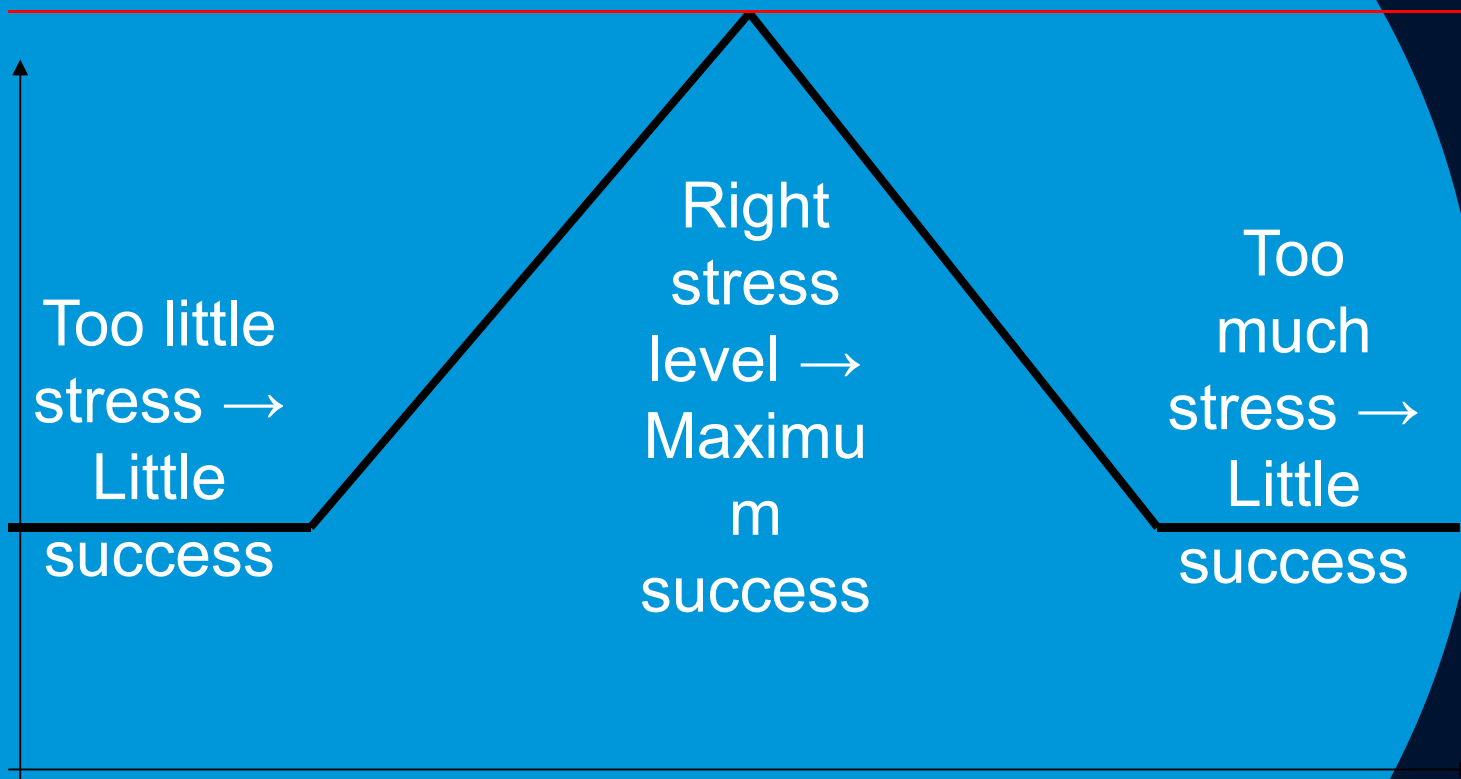 Too little
stress →
Little
success
Right
stress
level →
Maximu
m
success
Too
much
stress →
Little
success